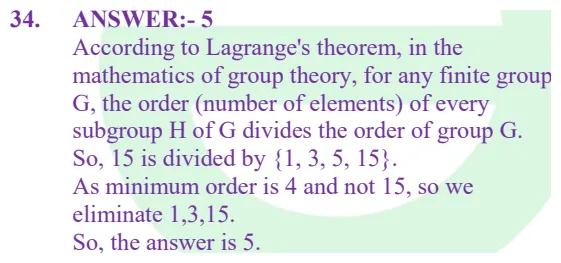 34. ANSWER:- 5
According to Lagrange's theorem, in the
mathematics of group theory, for any finite group
G, the order (number of elements) of every
subgroup H of G divides the order of group G.
So, 15 is divided by {1, 3, 5, 15}.
As minimum order is 4 and not 15, so we
eliminate 1,3,15.
So, the answer is 5.